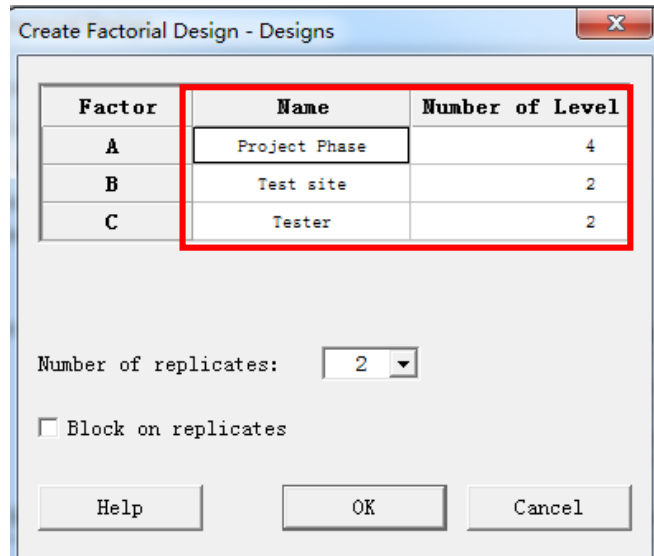 Create Factorial Design - Designs
Factor Name Number of Level
A Project Phase 4
B Test site 2
C Tester 2
Number of replicates: 2
Block on replicates
Help OK Cancel